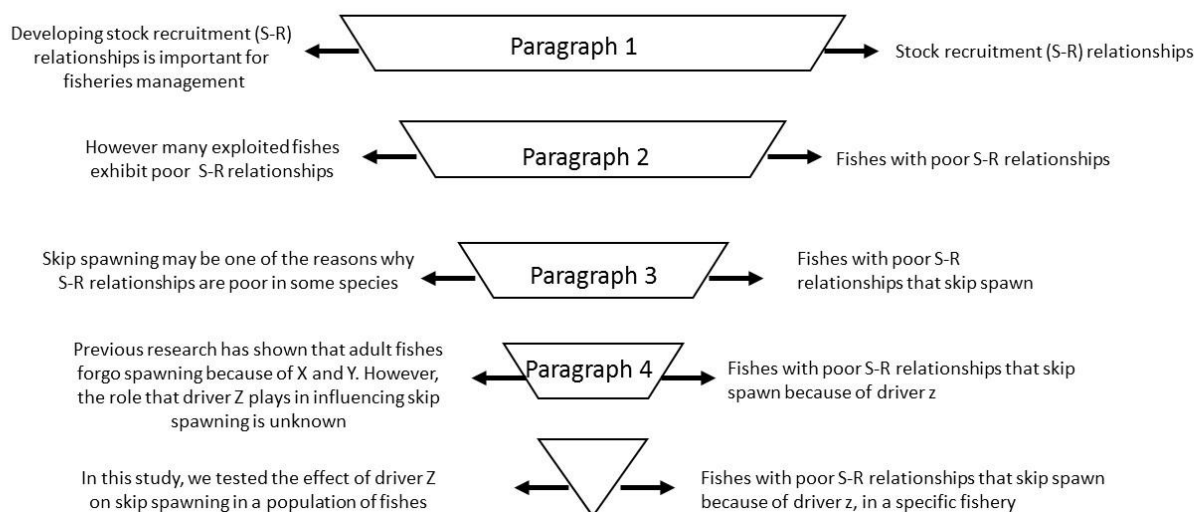 Developing stock recruitment (S-R)
relationships is important for
fisheries management
Paragraph 1
Stock recruitment (S-R) relationships
However many exploited fishes
exhibit poor S-R relationships
Paragraph 2
Fishes with poor S-R relationships
Skip spawning may be one of the reasons why
S-R relationships are poor in some species
Paragraph 3
Fishes with poor S-R
relationships that skip spawn
Previous research has shown that adult fishes
forgo spawning because of X and Y. However,
the role that driver Z plays in influencing skip
spawning is unknown
Paragraph 4
Fishes with poor S-R relationships that skip
spawn because of driver z
In this study, we tested the effect of driver Z
on skip spawning in a population of fishes
Fishes with poor S-R relationships that skip spawn
because of driver z, in a specific fishery